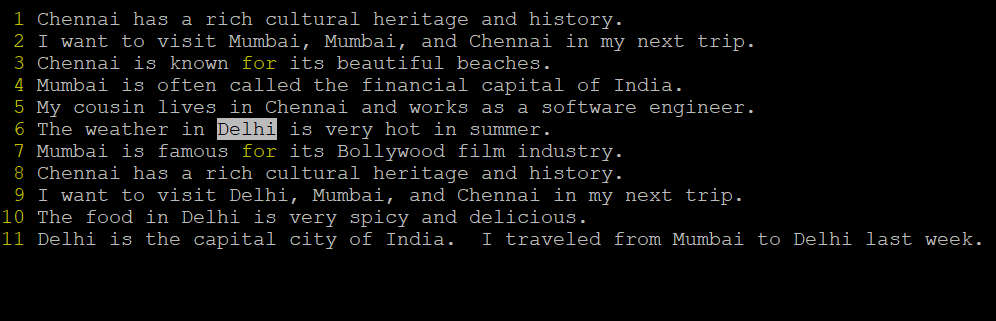 1 Chennai has a rich cultural heritage and history.
2 I want to visit Mumbai, Mumbai, and Chennai in my next trip.
3 Chennai is known for its beautiful beaches.
4 Mumbai is often called the financial capital of India.
5 My cousin lives in Chennai and works as a software engineer.
6 The weather in Delhi is very hot in summer.
7 Mumbai is famous for its Bollywood film industry.
8 Chennai has a rich cultural heritage and history.
9 I want to visit Delhi, Mumbai, and Chennai in my next trip.
10 The food in Delhi is very spicy and delicious.
11 Delhi is the capital city of India.  I traveled from Mumbai to Delhi last week.